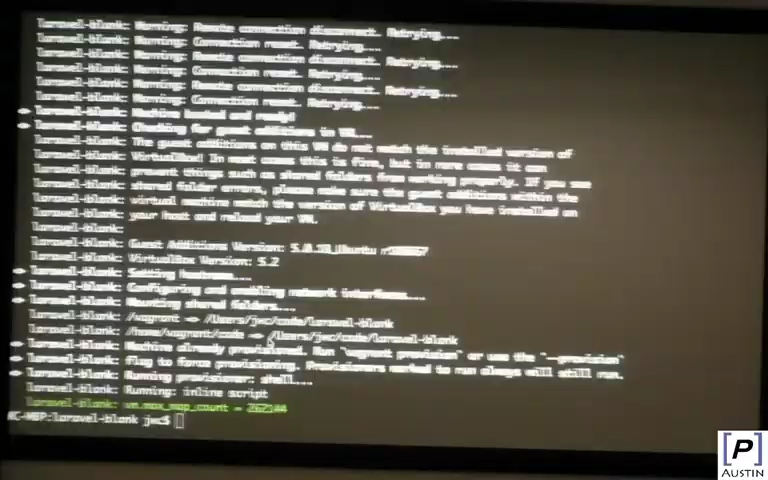 laravel-blank: Warning: Remote connection disconnect. Retrying...
laravel-blank: Warning: Connection reset. Retrying...
laravel-blank: Warning: Remote connection disconnect. Retrying...
laravel-blank: Warning: Connection reset. Retrying...
laravel-blank: Warning: Remote connection disconnect. Retrying...
laravel-blank: Warning: Connection reset. Retrying...
==> laravel-blank: Machine booted and ready!
==> laravel-blank: Checking for guest additions in VM...
laravel-blank: The guest additions on this VM do not match the installed version of
laravel-blank: VirtualBox! In most cases this is fine, but in rare cases it can
laravel-blank: prevent things such as shared folders from working properly. If you see
laravel-blank: shared folder errors, please make sure the guest additions within the
laravel-blank: virtual machine match the version of VirtualBox you have installed on
laravel-blank: your host and reload your VM.
laravel-blank:
laravel-blank: Guest Additions Version: 5.0.18_Ubuntu
laravel-blank: VirtualBox Version: 5.2
==> laravel-blank: Setting hostname...
==> laravel-blank: Configuring and enabling network interfaces...
==> laravel-blank: Mounting shared folders...
laravel-blank: /vagrant => /Users/jwc/code/laravel-blank
laravel-blank: /home/vagrant/code => /Users/jwc/code/laravel-blank
==> laravel-blank: Machine already provisioned. Run `vagrant provision` or use the `--provision`
==> laravel-blank: flag to force provisioning. Provisioners marked to run always will still run.
==> laravel-blank: Running provisioner: shell...
laravel-blank: Running: inline script
laravel-blank: vm.max_map_count = 262144
MC-MBP:laravel-blank jwc$
[P]
AUSTIN